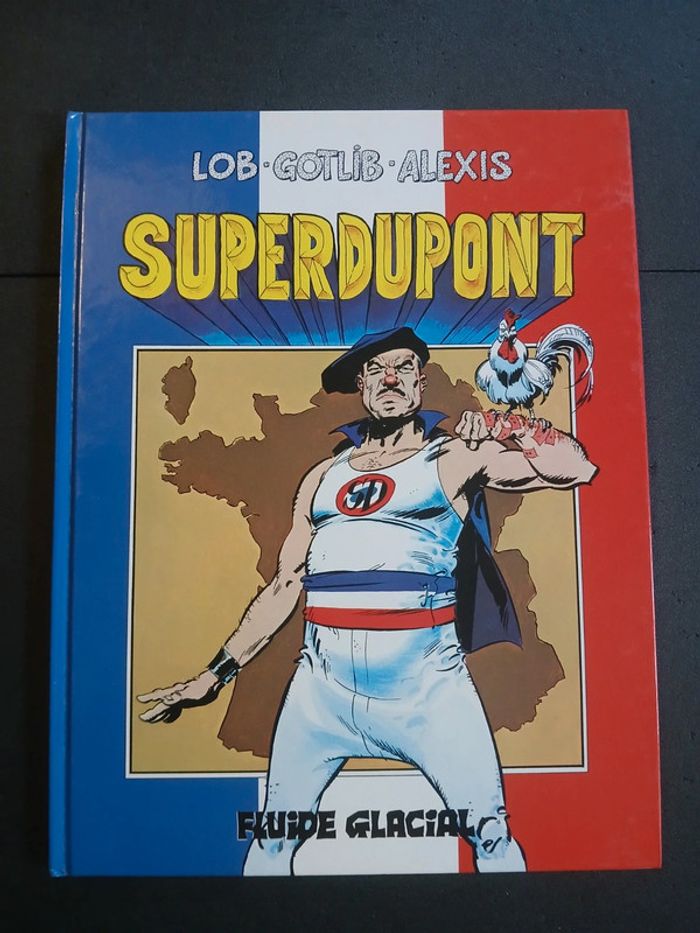 LOB • GOTLIB • ALEXIS
SUPERDUPONT
SD
FLUIDE GLACIAL